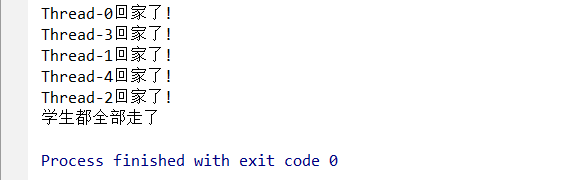 Thread-0回家了!
Thread-3回家了!
Thread-1回家了!
Thread-4回家了!
Thread-2回家了!
学生都全部走了
Process finished with exit code 0